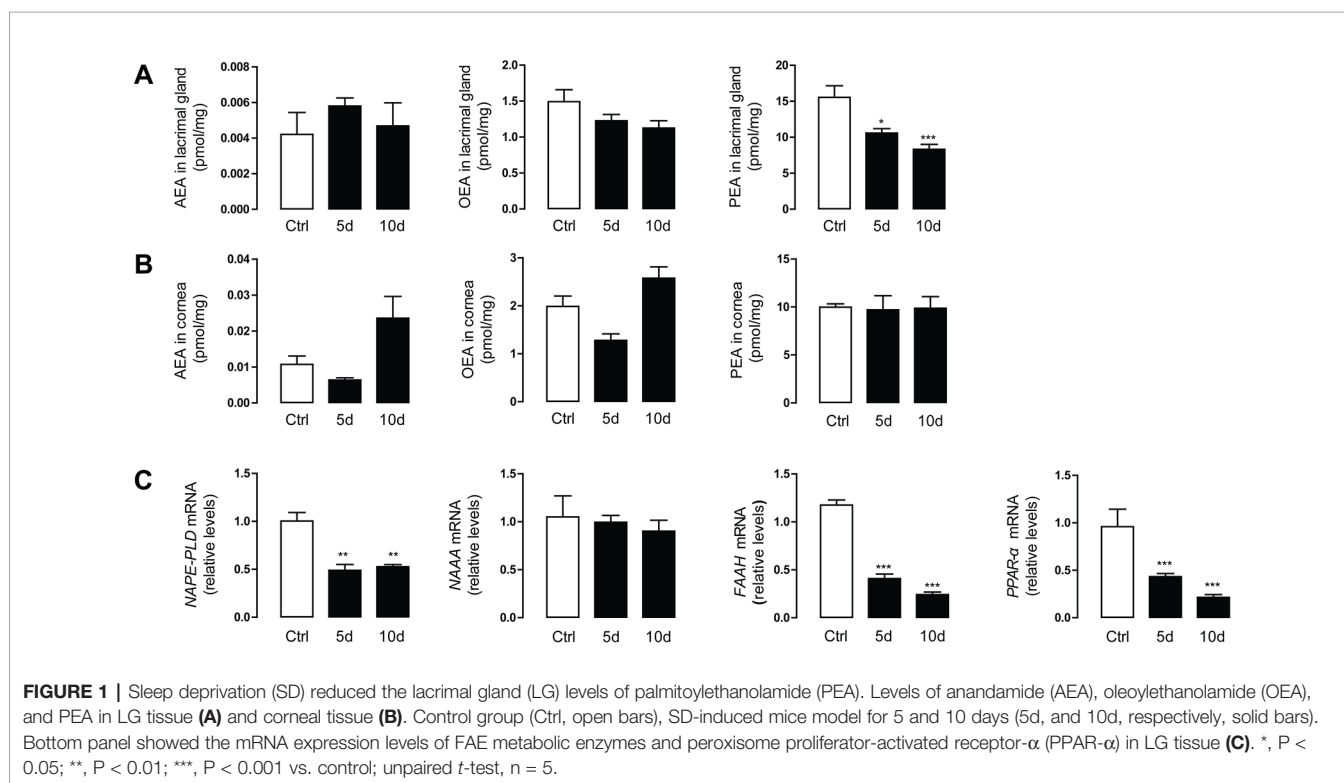 A
AEA in lacrimal gland
(pmol/mg)
0.008
0.006
0.004
0.002
0.000
Ctrl 5d 10d
OEA in lacrimal gland
(pmol/mg)
2.0
1.5
1.0
0.5
0.0
Ctrl 5d 10d
PEA in lacrimal gland
(pmol/mg)
20
15
10
5
0
* ***
Ctrl 5d 10d
B
AEA in cornea
(pmol/mg)
0.04
0.03
0.02
0.01
0.00
Ctrl 5d 10d
OEA in cornea
(pmol/mg)
3
2
1
0
Ctrl 5d 10d
PEA in cornea
(pmol/mg)
15
10
5
0
Ctrl 5d 10d
C
NAPE-PLD mRNA
(relative levels)
1.5
1.0
0.5
0.0
** **
Ctrl 5d 10d
NAAA mRNA
(relative levels)
1.5
1.0
0.5
0.0
Ctrl 5d 10d
FAAH mRNA
(relative levels)
1.5
1.0
0.5
0.0
*** ***
Ctrl 5d 10d
PPAR-α mRNA
(relative levels)
1.5
1.0
0.5
0.0
*** ***
Ctrl 5d 10d
FIGURE 1 | Sleep deprivation (SD) reduced the lacrimal gland (LG) levels of palmitoylethanolamide (PEA). Levels of anandamide (AEA), oleoylethanolamide (OEA),
and PEA in LG tissue (A) and corneal tissue (B). Control group (Ctrl, open bars), SD-induced mice model for 5 and 10 days (5d, and 10d, respectively, solid bars).
Bottom panel showed the mRNA expression levels of FAE metabolic enzymes and peroxisome proliferator-activated receptor-α (PPAR-α) in LG tissue (C). *, P <
0.05; **, P < 0.01; ***, P < 0.001 vs. control; unpaired t-test, n = 5.